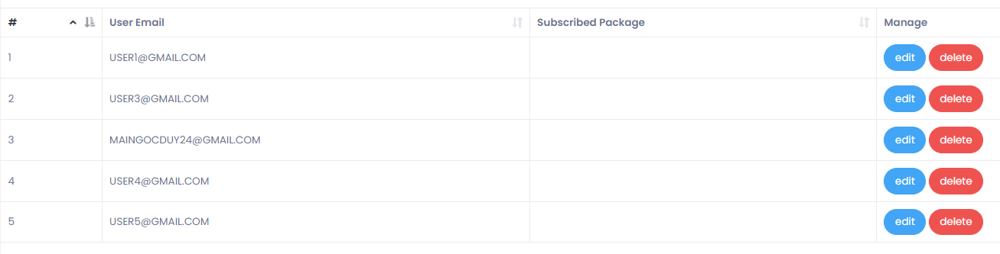 # User Email Subscribed Package Manage
1 USER1@GMAIL.COM edit delete
2 USER3@GMAIL.COM edit delete
3 MAINGOCDUY24@GMAIL.COM edit delete
4 USER4@GMAIL.COM edit delete
5 USER5@GMAIL.COM edit delete